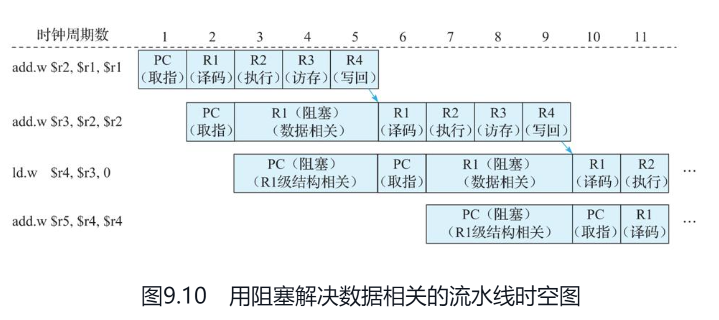 时钟周期数 1 2 3 4 5 6 7 8 9 10 11
add.w $r2, $r1, $r1 PC R1 R2 R3 R4
(取指) (译码) (执行) (访存) (写回)
add.w $r3, $r2, $r2 PC R1（阻塞） R1 R2 R3 R4
(取指) (数据相关) (译码) (执行) (访存) (写回)
ld.w $r4, $r3, 0 PC（阻塞） PC R1（阻塞） R1 R2 ...
(R1级结构相关) (取指) (数据相关) (译码) (执行)
add.w $r5, $r4, $r4 PC（阻塞） PC R1 ...
(R1级结构相关) (取指) (译码)
图9.10 用阻塞解决数据相关的流水线时空图